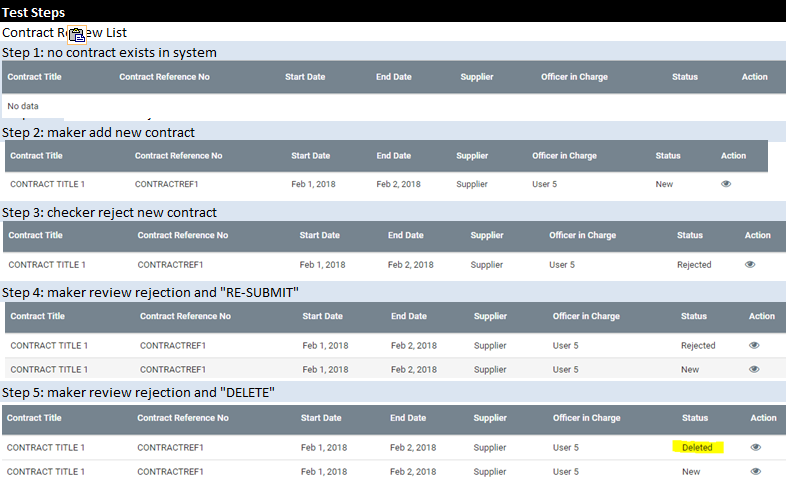 Test Steps
Contract Review List
Step 1: no contract exists in system
Contract Title Contract Reference No Start Date End Date Supplier Officer in Charge Status Action
No data
Step 2: maker add new contract
Contract Title Contract Reference No Start Date End Date Supplier Officer in Charge Status Action
CONTRACT TITLE 1 CONTRACTREF1 Feb 1, 2018 Feb 2, 2018 Supplier User 5 New
Step 3: checker reject new contract
Contract Title Contract Reference No Start Date End Date Supplier Officer in Charge Status Action
CONTRACT TITLE 1 CONTRACTREF1 Feb 1, 2018 Feb 2, 2018 Supplier User 5 Rejected
Step 4: maker review rejection and "RE-SUBMIT"
Contract Title Contract Reference No Start Date End Date Supplier Officer in Charge Status Action
CONTRACT TITLE 1 CONTRACTREF1 Feb 1, 2018 Feb 2, 2018 Supplier User 5 Rejected
CONTRACT TITLE 1 CONTRACTREF1 Feb 1, 2018 Feb 2, 2018 Supplier User 5 New
Step 5: maker review rejection and "DELETE"
Contract Title Contract Reference No Start Date End Date Supplier Officer in Charge Status Action
CONTRACT TITLE 1 CONTRACTREF1 Feb 1, 2018 Feb 2, 2018 Supplier User 5 Deleted
CONTRACT TITLE 1 CONTRACTREF1 Feb 1, 2018 Feb 2, 2018 Supplier User 5 New